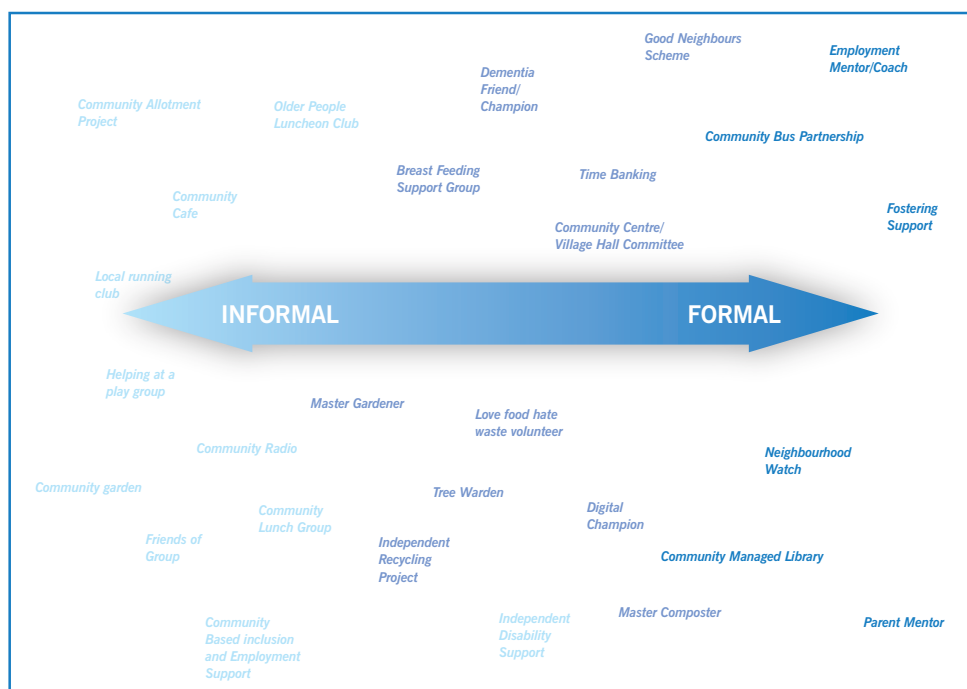 Good Neighbours
Scheme
Employment
Mentor/Coach
Dementia
Friend/
Champion
Community Allotment
Project
Older People
Luncheon Club
Community Bus Partnership
Breast Feeding
Support Group
Time Banking
Community
Cafe
Fostering
Support
Community Centre/
Village Hall Committee
Local running
club
INFORMAL
FORMAL
Helping at a
play group
Master Gardener
Love food hate
waste volunteer
Community Radio
Neighbourhood
Watch
Community garden
Tree Warden
Community
Lunch Group
Digital
Champion
Friends of
Group
Independent
Recycling
Project
Community Managed Library
Master Composter
Community
Based inclusion
and Employment
Support
Independent
Disability
Support
Parent Mentor